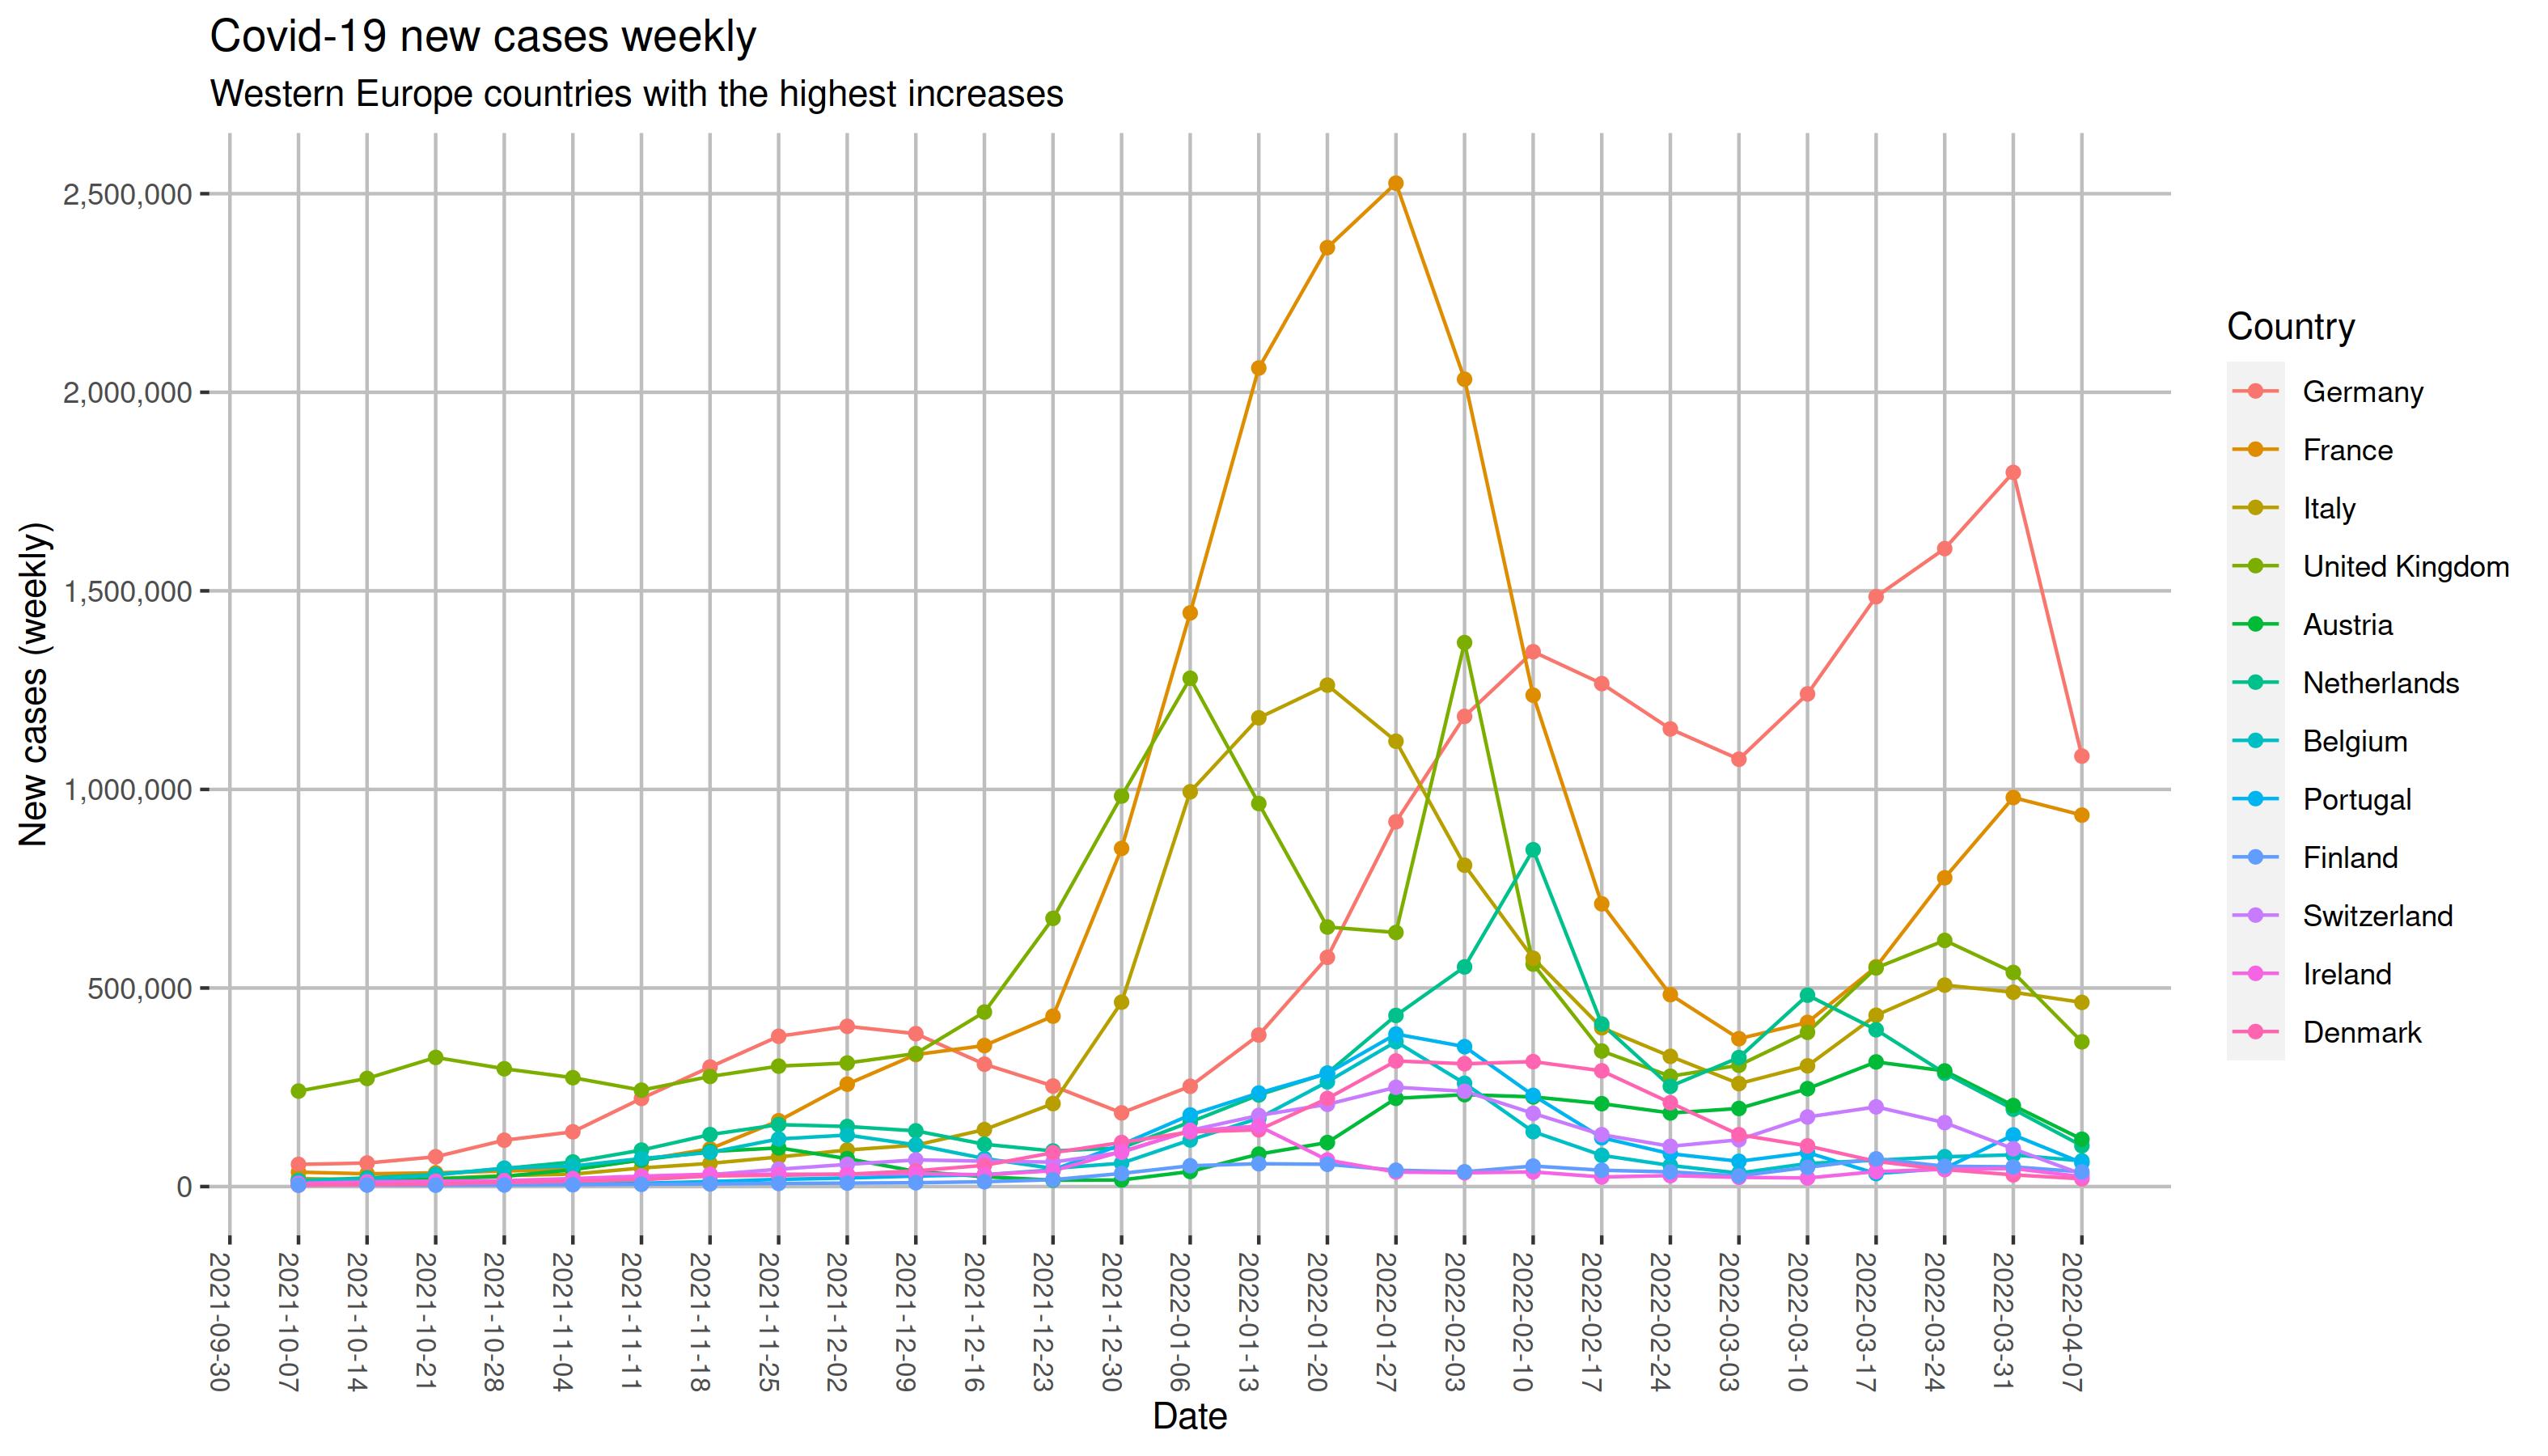 Covid-19 new cases weekly
Western Europe countries with the highest increases
New cases (weekly)
2,500,000
2,000,000
1,500,000
1,000,000
500,000
0
2021-09-30
2021-10-07
2021-10-14
2021-10-21
2021-10-28
2021-11-04
2021-11-11
2021-11-18
2021-11-25
2021-12-02
2021-12-09
2021-12-16
2021-12-23
2021-12-30
2022-01-06
2022-01-13
2022-01-20
2022-01-27
2022-02-03
2022-02-10
2022-02-17
2022-02-24
2022-03-03
2022-03-10
2022-03-17
2022-03-24
2022-03-31
2022-04-07
Date
Country
Germany
France
Italy
United Kingdom
Austria
Netherlands
Belgium
Portugal
Finland
Switzerland
Ireland
Denmark